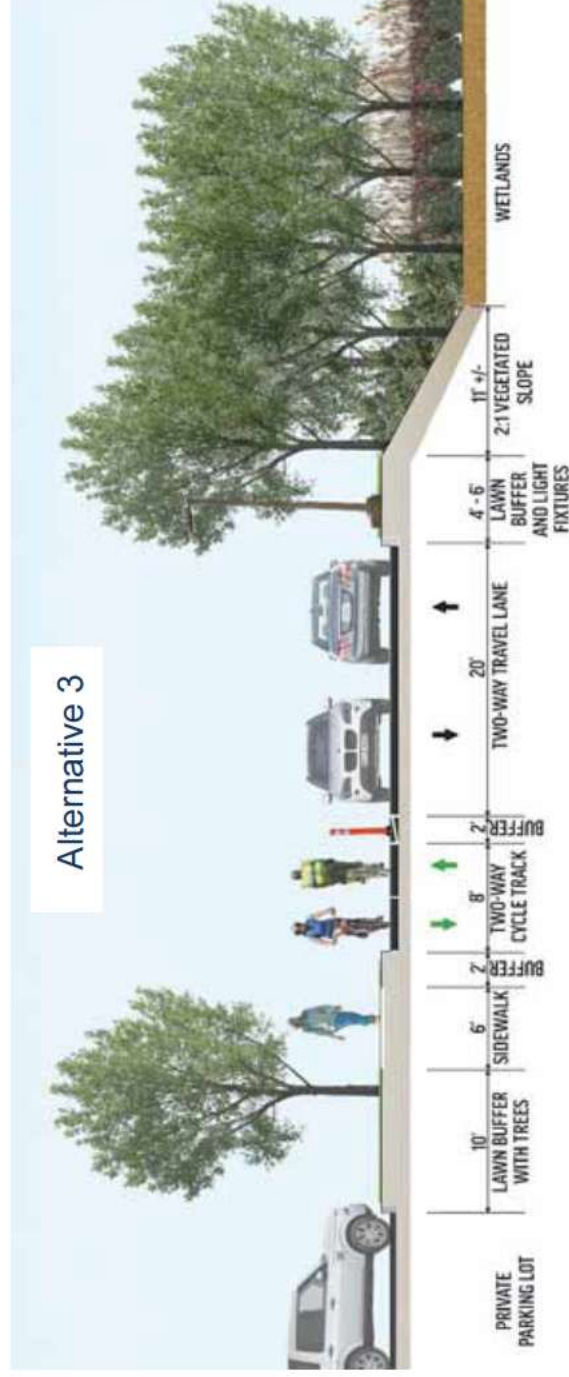 Alternative 3
PRIVATE
PARKING LOT
10'
LAWN BUFFER
WITH TREES
6'
SIDEWALK
2'
BUFFER
8'
TWO-WAY
CYCLE TRACK
2'
BUFFER
20'
TWO-WAY TRAVEL LANE
4' - 6'
LAWN
BUFFER
AND LIGHT
FIXTURES
11' +/-
2:1 VEGETATED
SLOPE
WETLANDS